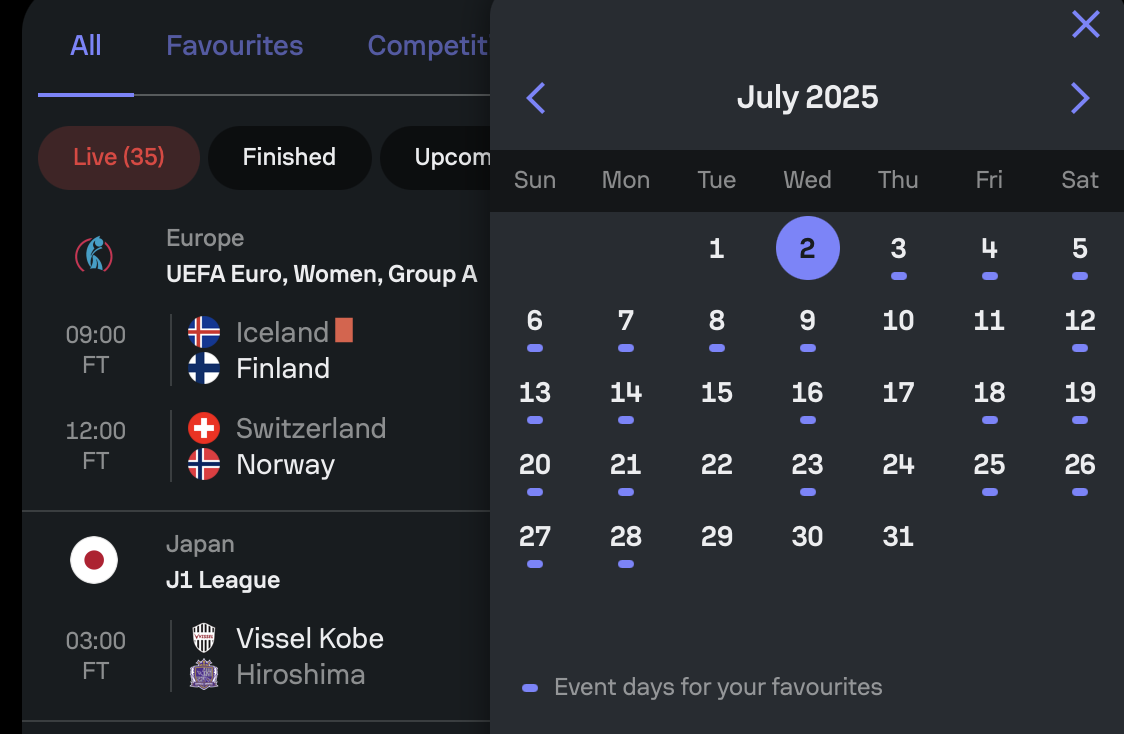 All Favourites Competit
Live (35) Finished Upcom
Europe
UEFA Euro, Women, Group A
09:00
FT
Iceland
Finland
12:00
FT
Switzerland
Norway
Japan
J1 League
03:00
FT
Vissel Kobe
Hiroshima
July 2025
Sun Mon Tue Wed Thu Fri Sat
1 2 3 4 5
6 7 8 9 10 11 12
13 14 15 16 17 18 19
20 21 22 23 24 25 26
27 28 29 30 31
Event days for your favourites